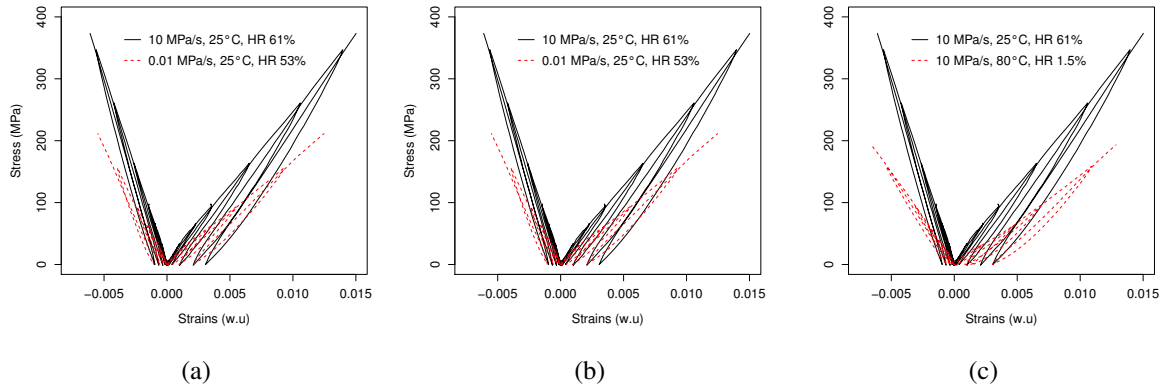 400
300
200
100
0
Stress (MPa)
10 MPa/s, 25°C, HR 61%
0.01 MPa/s, 25°C, HR 53%
−0.005 0.000 0.005 0.010 0.015
Strains (w.u)
(a)
400
300
200
100
0
Stress (MPa)
10 MPa/s, 25°C, HR 61%
0.01 MPa/s, 25°C, HR 53%
−0.005 0.000 0.005 0.010 0.015
Strains (w.u)
(b)
400
300
200
100
0
Stress (MPa)
10 MPa/s, 25°C, HR 61%
10 MPa/s, 80°C, HR 1.5%
−0.005 0.000 0.005 0.010 0.015
Strains (w.u)
(c)